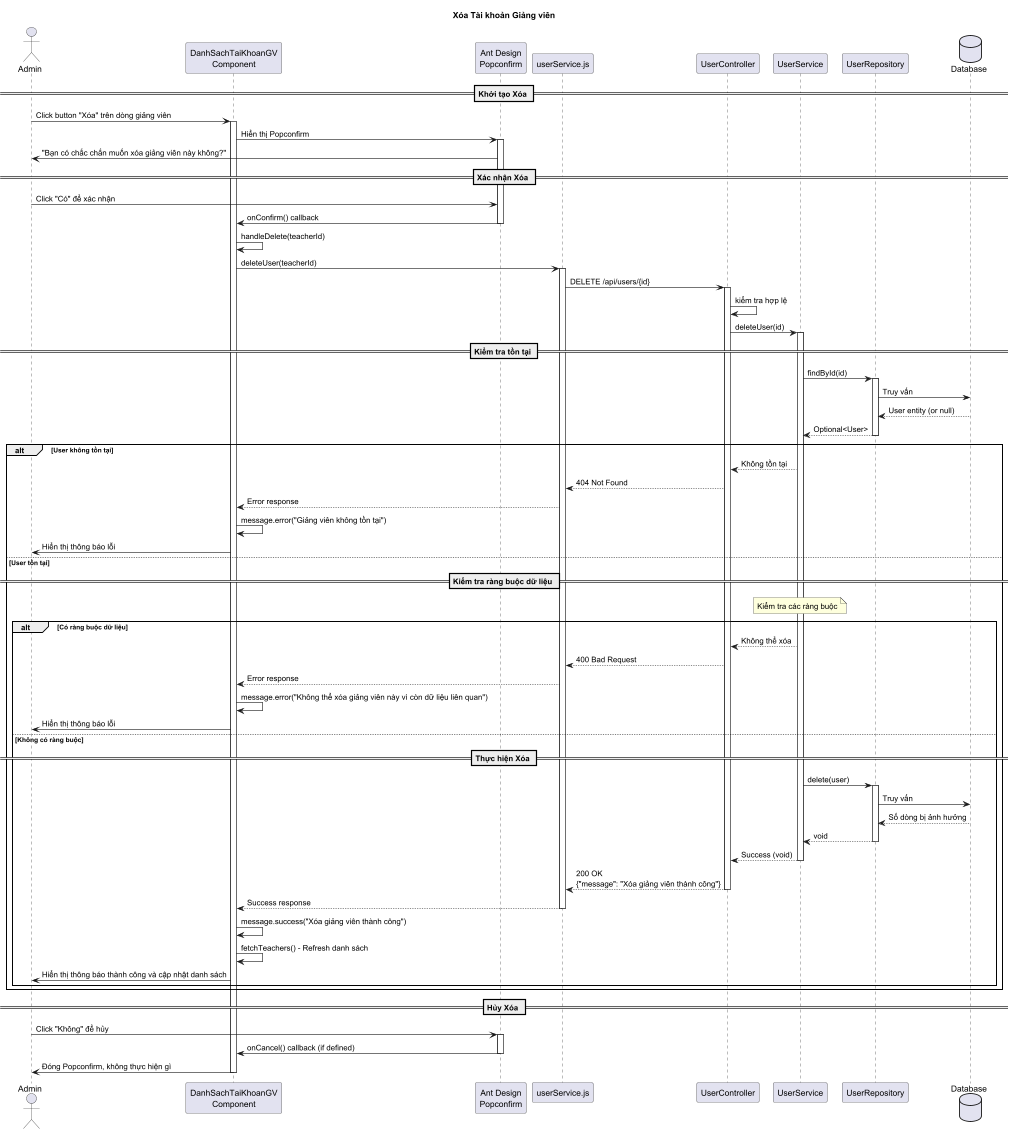 Xóa Tài khoản Giảng viên
Admin
DanhSachTaiKhoanGV
Component
Ant Design
Popconfirm
userService.js
UserController
UserService
UserRepository
Database
Khởi tạo Xóa
Click button "Xóa" trên dòng giảng viên
Hiển thị Popconfirm
"Bạn có chắc chắn muốn xóa giảng viên này không?"
Xác nhận Xóa
Click "Có" để xác nhận
onConfirm() callback
handleDelete(teacherId)
deleteUser(teacherId)
DELETE /api/users/{id}
kiểm tra hợp lệ
deleteUser(id)
Kiểm tra tồn tại
findById(id)
Truy vấn
User entity (or null)
Optional<User>
alt [User không tồn tại]
Không tồn tại
404 Not Found
Error response
message.error("Giảng viên không tồn tại")
Hiển thị thông báo lỗi
[User tồn tại]
Kiểm tra ràng buộc dữ liệu
Kiểm tra các ràng buộc
alt [Có ràng buộc dữ liệu]
Không thể xóa
400 Bad Request
Error response
message.error("Không thể xóa giảng viên này vì còn dữ liệu liên quan")
Hiển thị thông báo lỗi
[Không có ràng buộc]
Thực hiện Xóa
delete(user)
Truy vấn
Số dòng bị ảnh hưởng
void
Success (void)
200 OK
{"message": "Xóa giảng viên thành công"}
Success response
message.success("Xóa giảng viên thành công")
fetchTeachers() - Refresh danh sách
Hiển thị thông báo thành công và cập nhật danh sách
Hủy Xóa
Click "Không" để hủy
onCancel() callback (if defined)
Đóng Popconfirm, không thực hiện gì
Admin
DanhSachTaiKhoanGV
Component
Ant Design
Popconfirm
userService.js
UserController
UserService
UserRepository
Database